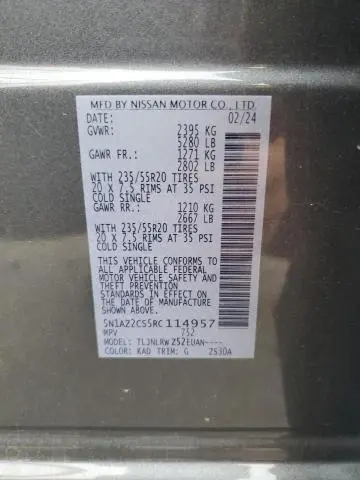 MFD BY NISSAN MOTOR CO., LTD.
DATE: 02/24
GVWR: 2395 KG
5280 LB
GAWR FR.: 1271 KG
2802 LB
WITH 235/55R20 TIRES
20 X 7.5 RIMS AT 35 PSI
COLD SINGLE
GAWR RR.: 1210 KG
2667 LB
WITH 235/55R20 TIRES
20 X 7.5 RIMS AT 35 PSI
COLD SINGLE
THIS VEHICLE CONFORMS TO
ALL APPLICABLE FEDERAL
MOTOR VEHICLE SAFETY AND
THEFT PREVENTION
STANDARDS IN EFFECT ON
THE DATE OF MANUFACTURE
SHOWN ABOVE.
5N1AZ2CS5RC114957
MPV Z52
MODEL: TLJNLRWZ52EUAN----
COLOR: KAD TRIM: G 2S3DA